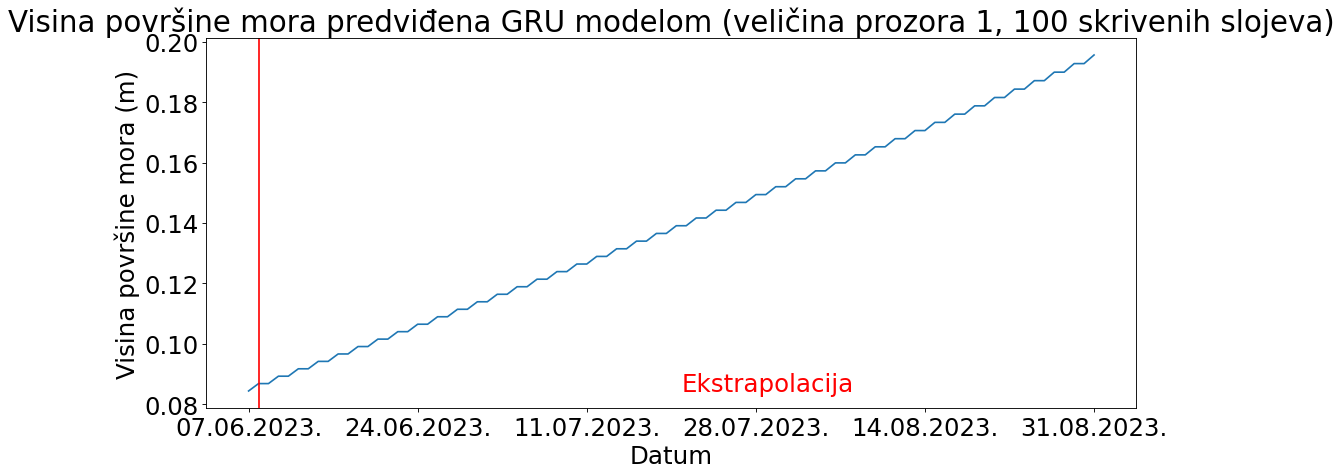 Visina površine mora predviđena GRU modelom (veličina prozora 1, 100 skrivenih slojeva)
Visina površine mora (m)
0.20
0.18
0.16
0.14
0.12
0.10
0.08
Ekstrapolacija
07.06.2023. 24.06.2023. 11.07.2023. 28.07.2023. 14.08.2023. 31.08.2023.
Datum